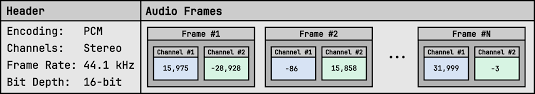 Header
Encoding: PCM
Channels: Stereo
Frame Rate: 44.1 kHz
Bit Depth: 16-bit
Audio Frames
Frame #1
Channel #1 Channel #2
15,975 -28,928
Frame #2
Channel #1 Channel #2
-86 15,858
...
Frame #N
Channel #1 Channel #2
31,999 -3